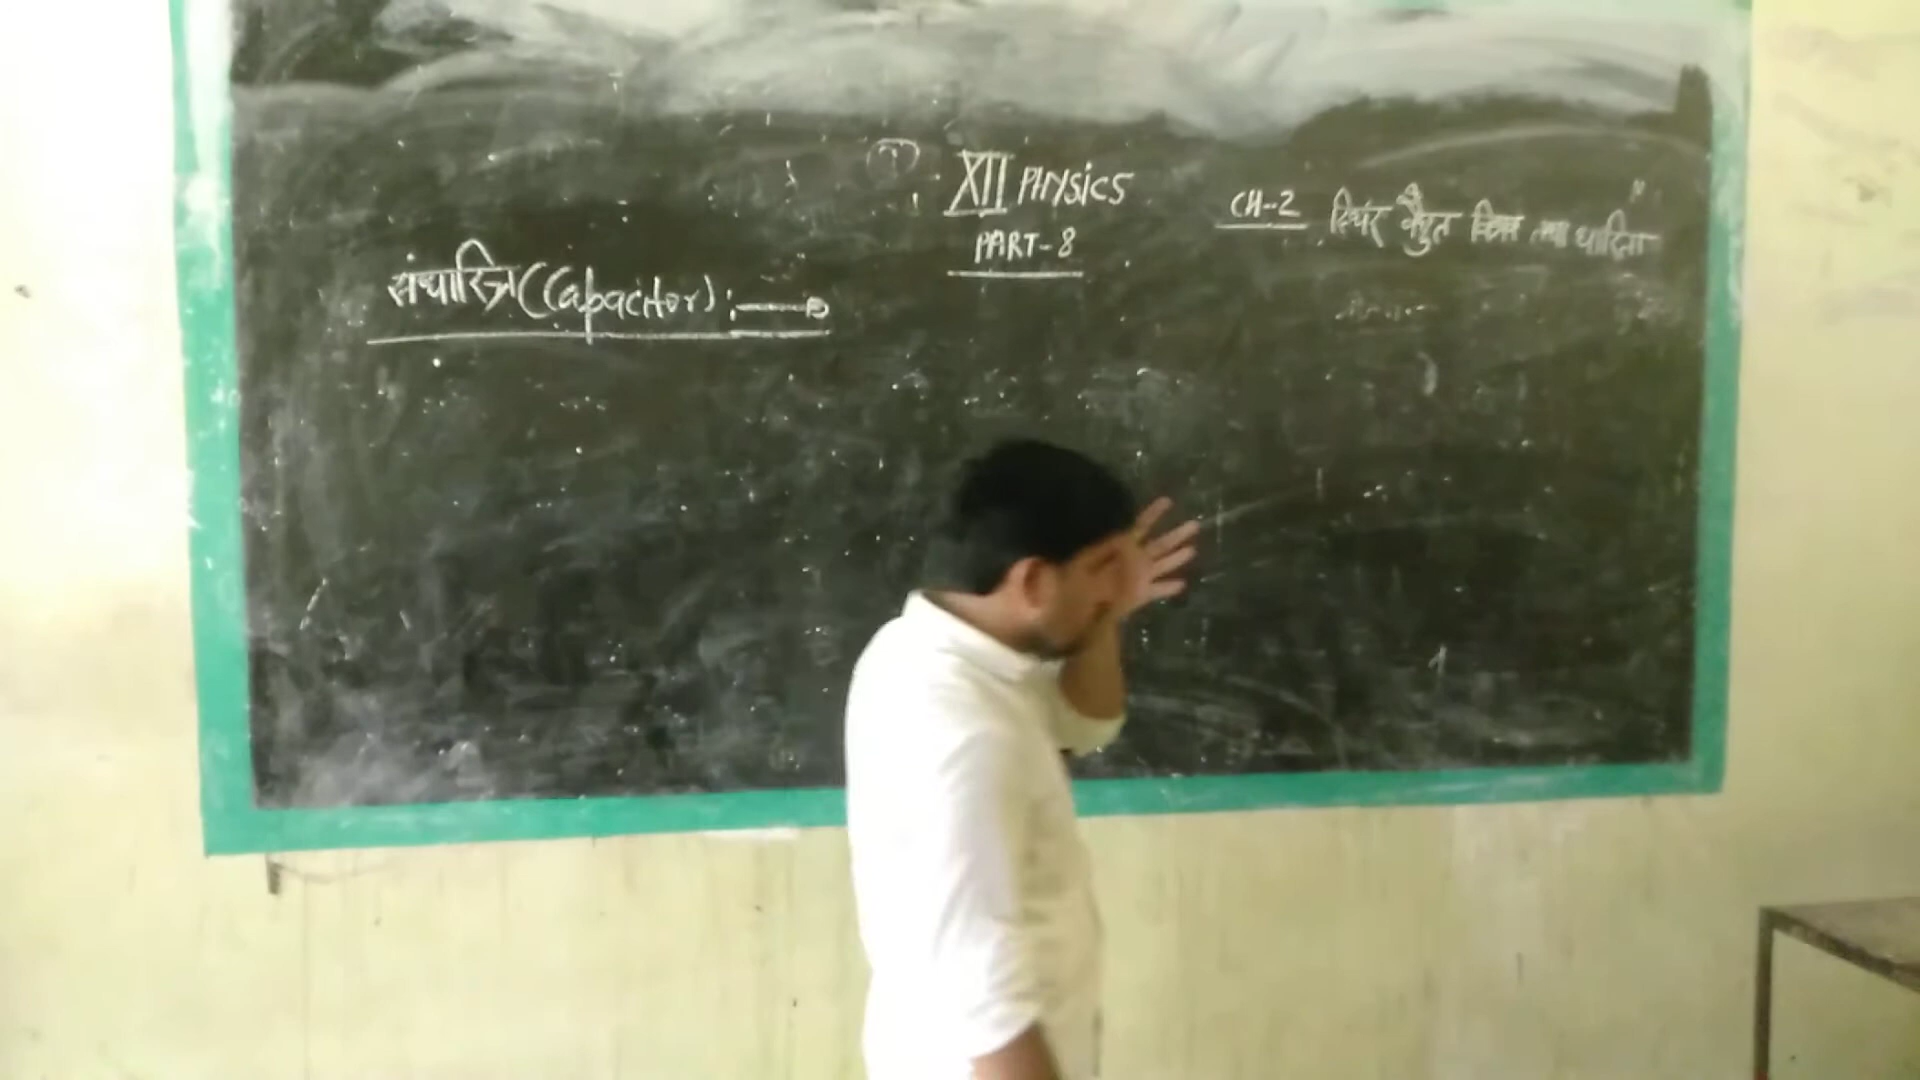 XII PHYSICS
PART-8
CH-2 स्थिर वैद्युत विभव तथा धारिता
संधारित्र (Capacitor) :—